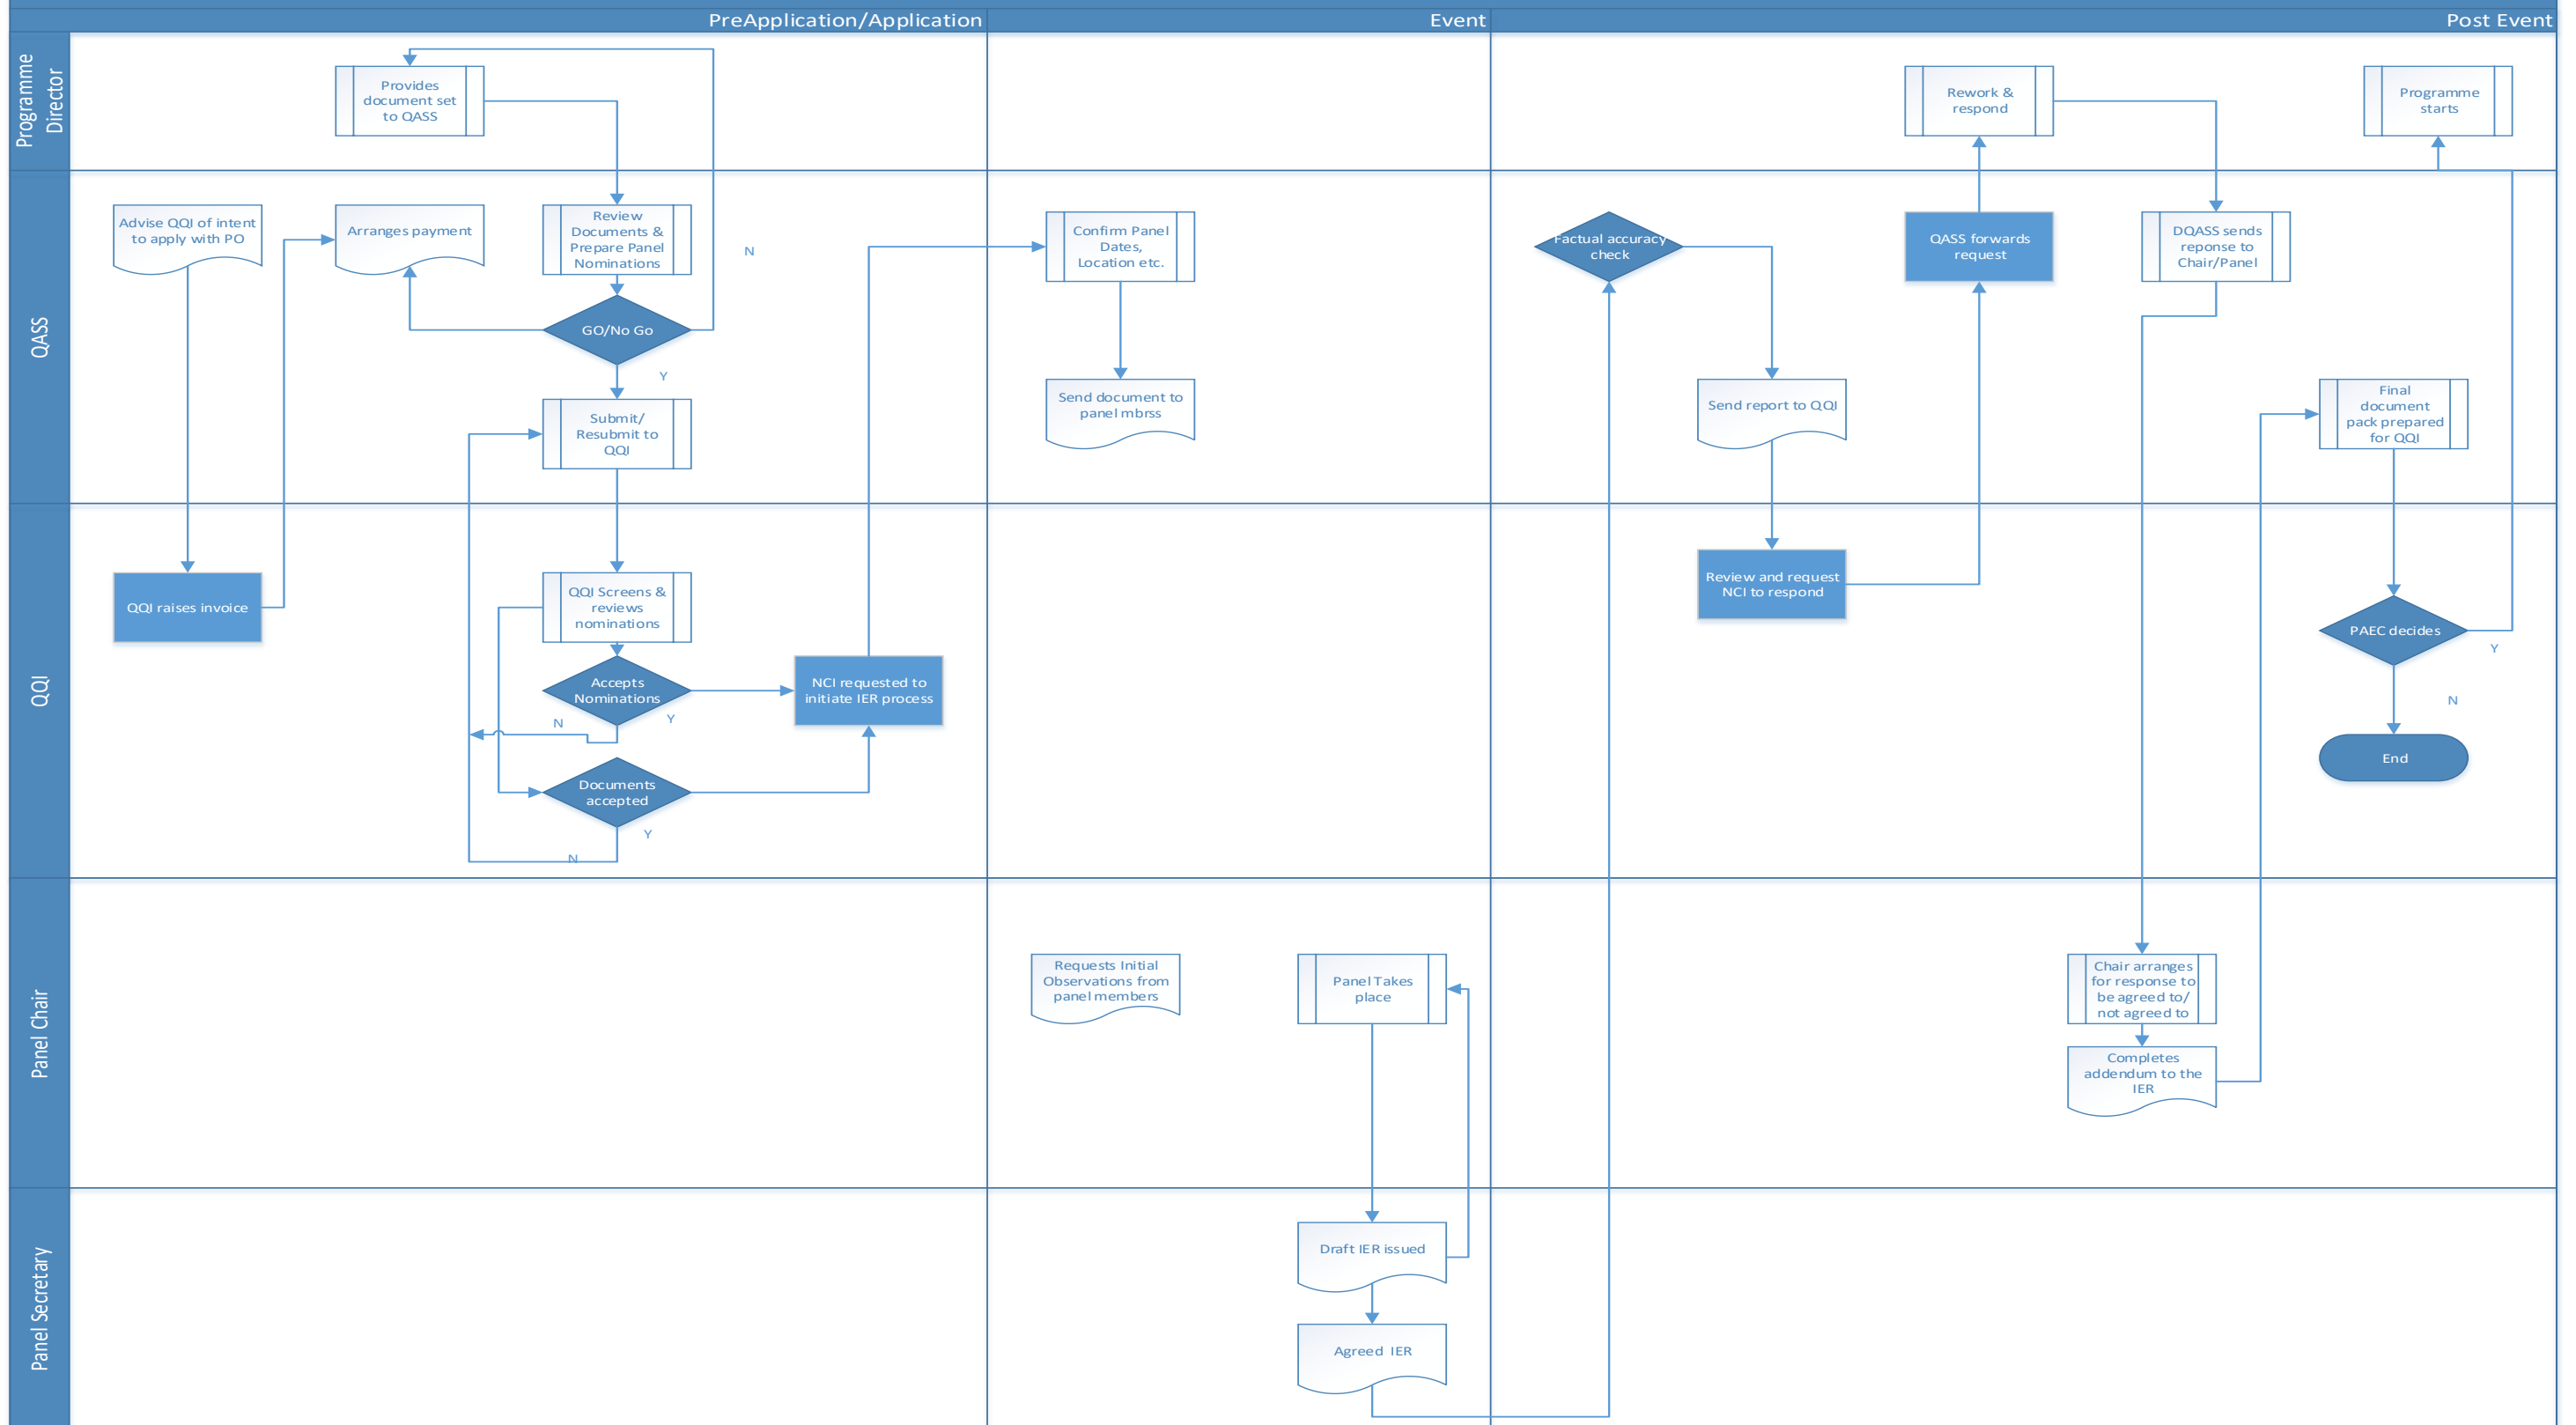 PreApplication/Application
Event
Post Event
Programme
Director
Provides
document set
to QASS
Rework &
respond
Programme
starts
QASS
Advise QQI of intent
to apply with PO
Arranges payment
Review
Documents &
Prepare Panel
Nominations
N
GO/No Go
Y
Submit/
Resubmit to
QQI
Confirm Panel
Dates,
Location etc.
Send document to
panel mbrss
Factual accuracy
check
Send report to QQI
QASS forwards
request
DQASS sends
reponse to
Chair/Panel
Final
document
pack prepared
for QQI
QQI
QQI raises invoice
QQI Screens &
reviews
nominations
Accepts
Nominations
N
Y
NCI requested to
initiate IER process
Documents
accepted
Y
N
Review and request
NCI to respond
PAEC decides
Y
N
End
Panel Chair
Requests Initial
Observations from
panel members
Panel Takes
place
Chair arranges
for response to
be agreed to/
not agreed to
Completes
addendum to the
IER
Panel Secretary
Draft IER issued
Agreed IER